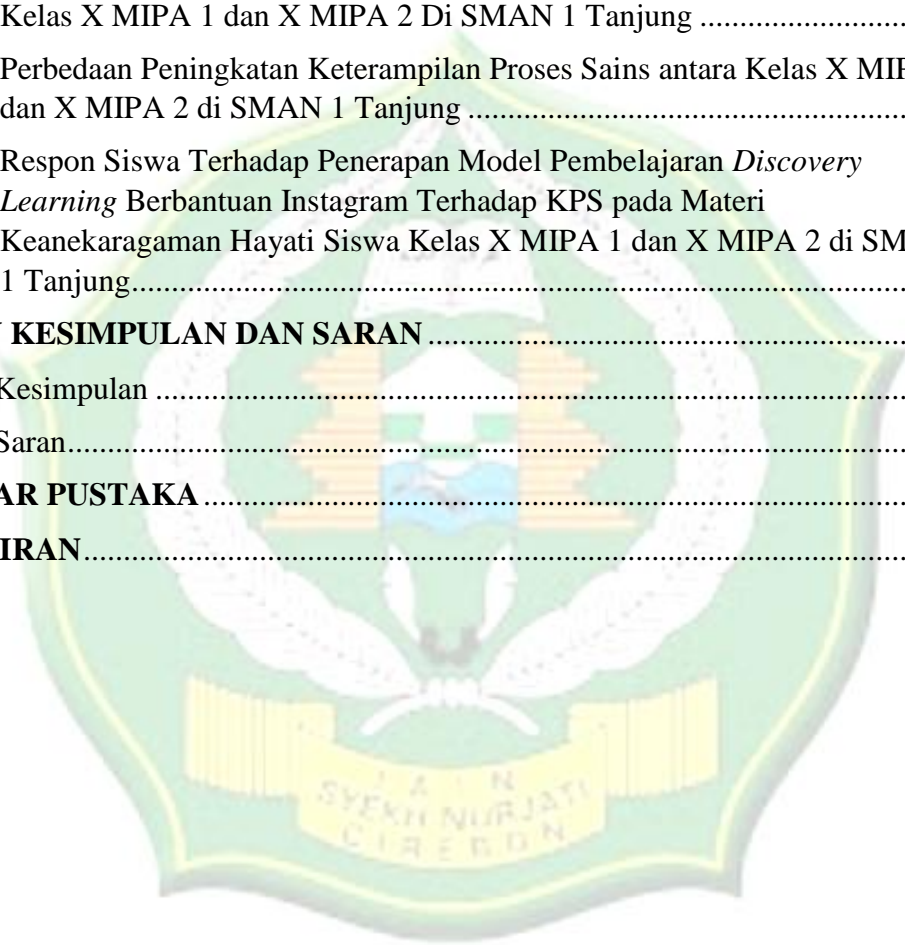 Kelas X MIPA 1 dan X MIPA 2 Di SMAN 1 Tanjung ................................
Perbedaan Peningkatan Keterampilan Proses Sains antara Kelas X MIP
dan X MIPA 2 di SMAN 1 Tanjung ................................................................
Respon Siswa Terhadap Penerapan Model Pembelajaran Discovery
Learning Berbantuan Instagram Terhadap KPS pada Materi
Keanekaragaman Hayati Siswa Kelas X MIPA 1 dan X MIPA 2 di SM
1 Tanjung................................................................................................
KESIMPULAN DAN SARAN ................................................................
Kesimpulan ................................................................................................
Saran................................................................................................
AR PUSTAKA ................................................................................................
IRAN................................................................................................
I A I N
SYEKH NURJATI
CIREBON